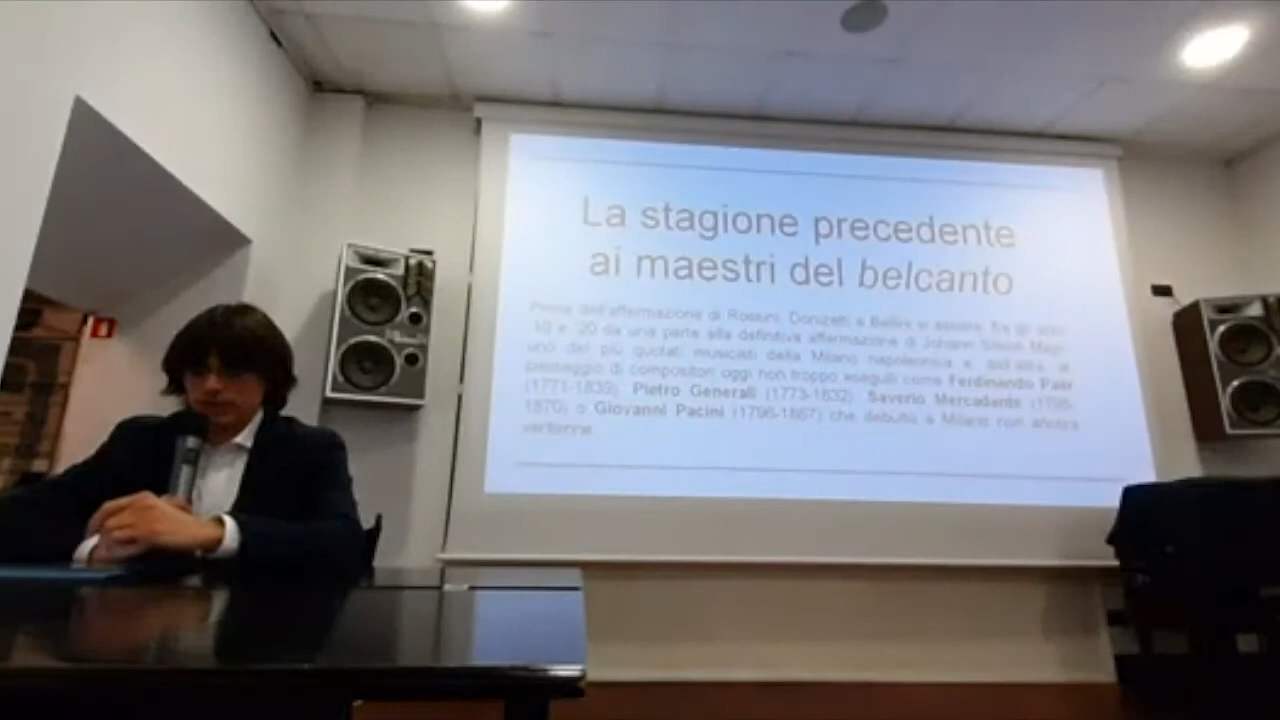 La stagione precedente
ai maestri del belcanto
Prima dell'affermazione di Rossini, Donizetti e Bellini si assiste, fra gli anni
'10 e '20 da una parte alla definitiva affermazione di Johann Simon Mayr
uno dei più quotati musicisti della Milano napoleonica e, dall'altra, al
passaggio di compositori oggi non troppo eseguiti come Ferdinando Paër
(1771-1839), Pietro Generali (1773-1832), Saverio Mercadante (1795-
1870) o Giovanni Pacini (1796-1867) che debuttò a Milano non ancora
ventenne.